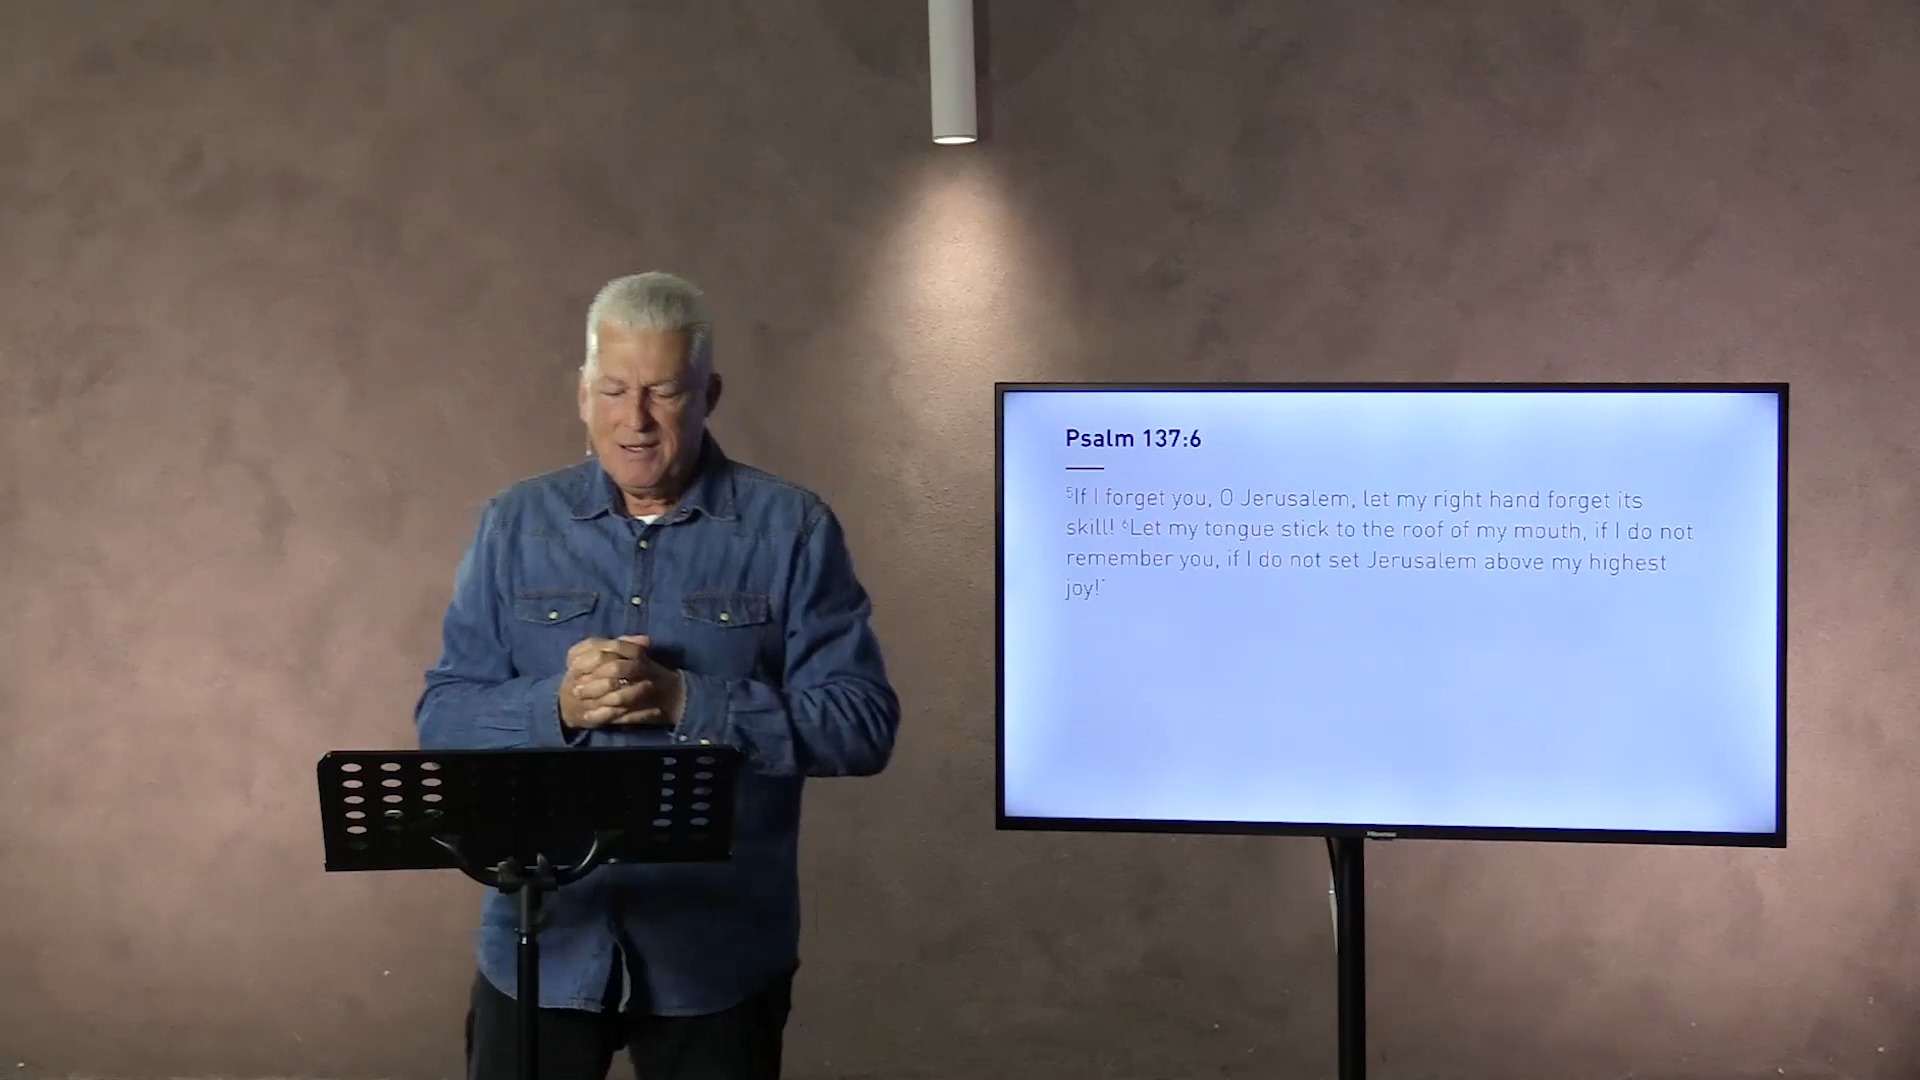 Psalm 137:6
⁵If I forget you, O Jerusalem, let my right hand forget its
skill! ⁶Let my tongue stick to the roof of my mouth, if I do not
remember you, if I do not set Jerusalem above my highest
joy!"
Hisense